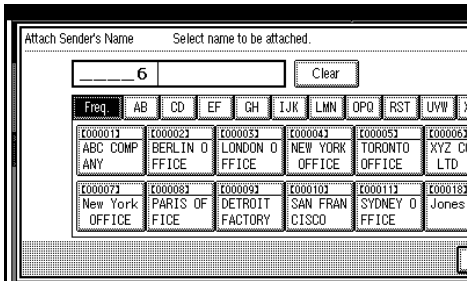 Attach Sender's Name Select name to be attached.
____6 Clear
Freq. AB CD EF GH IJK LMN OPQ RST UVW
[00001] [00002] [00003] [00004] [00005] [00006]
ABC COMP BERLIN O LONDON O NEW YORK TORONTO XYZ CO
ANY FFICE FFICE OFFICE OFFICE LTD
[00007] [00008] [00009] [00010] [00011] [00018]
New York PARIS OF DETROIT SAN FRAN SYDNEY O Jones
OFFICE FICE FACTORY CISCO FFICE